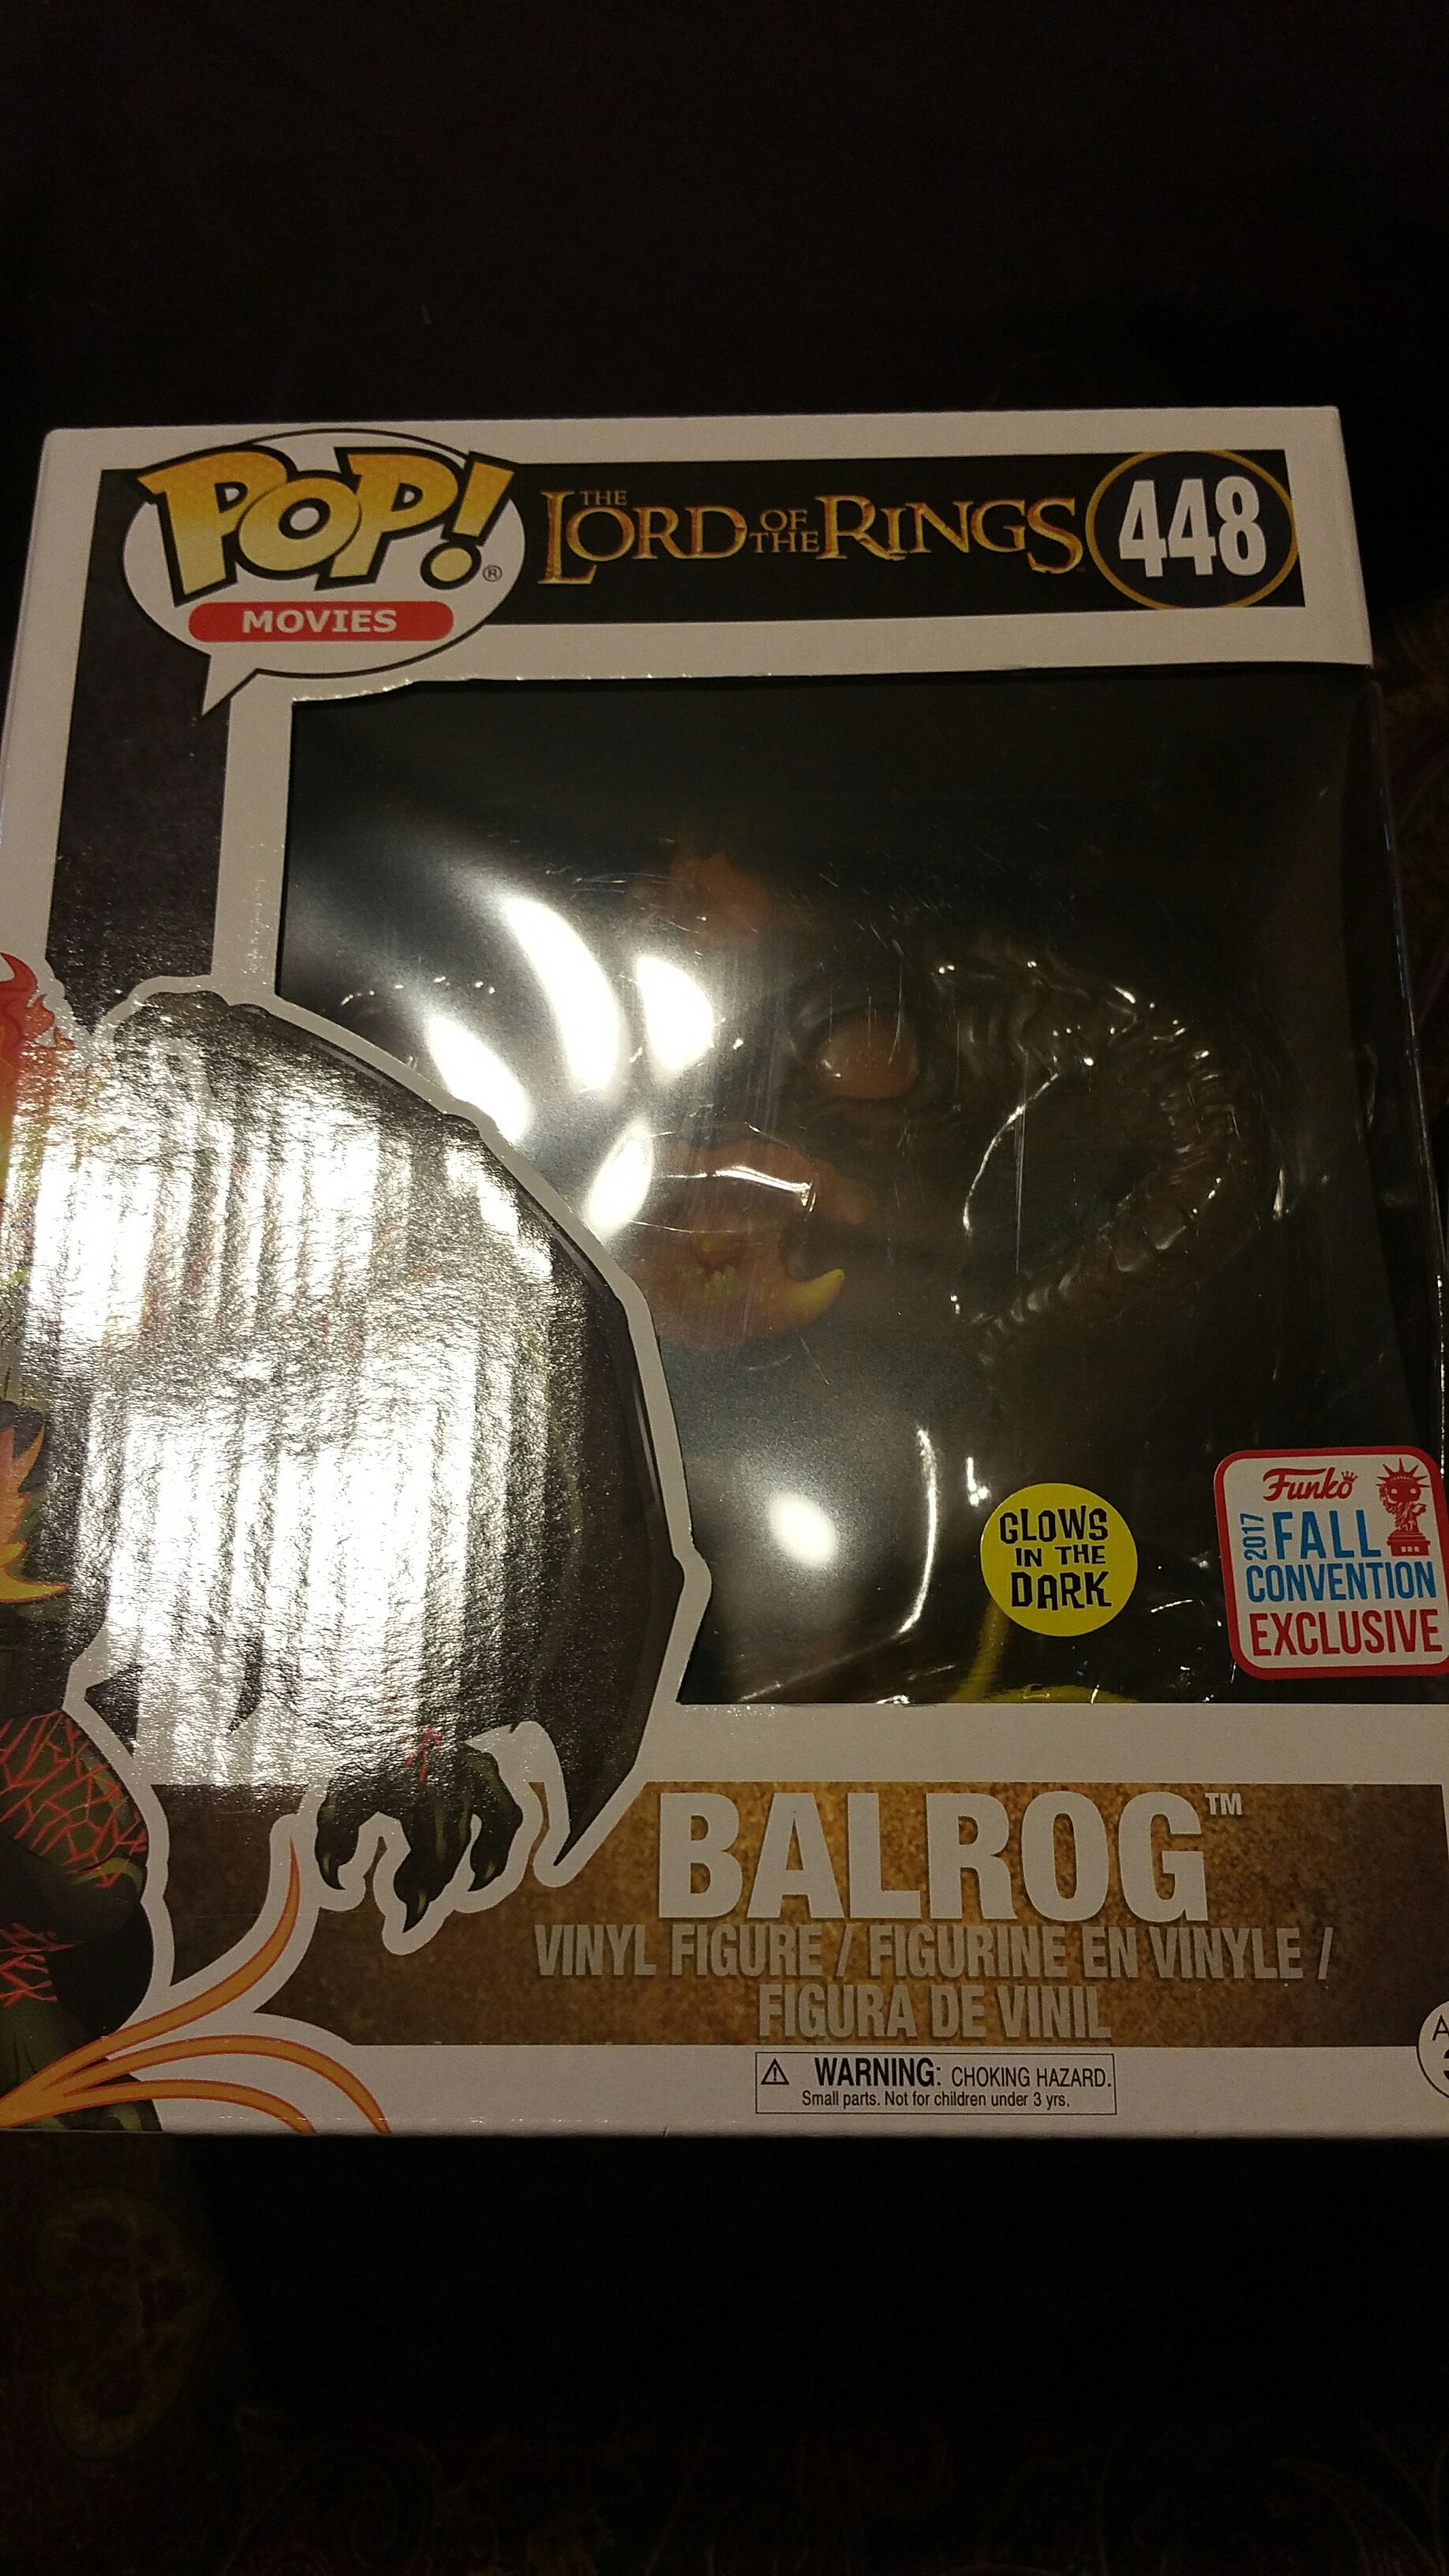 POP!®
MOVIES
THE LORD OF THE RINGS
448
GLOWS
IN THE
DARK
Funko
2017
FALL
CONVENTION
EXCLUSIVE
BALROG™
VINYL FIGURE / FIGURINE EN VINYLE /
FIGURA DE VINIL
WARNING: CHOKING HAZARD.
Small parts. Not for children under 3 yrs.